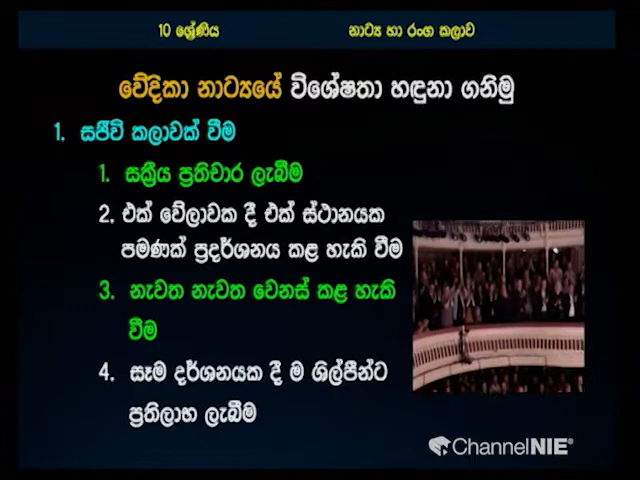 10 ශ්‍රේණිය
නාට්‍ය හා රංග කලාව
වේදිකා නාට්‍යයේ විශේෂතා හඳුනා ගනිමු
1. සජීවි කලාවක් වීම
1. සක්‍රීය ප්‍රතිචාර ලැබීම
2. එක් වේලාවක දී එක් ස්ථානයක
පමණක් ප්‍රදර්ශනය කළ හැකි වීම
3. නැවත නැවත වෙනස් කළ හැකි
වීම
4. සෑම දර්ශනයක දී ම ශිල්පීන්ට
ප්‍රතිලාභ ලැබීම
ChannelNIE®